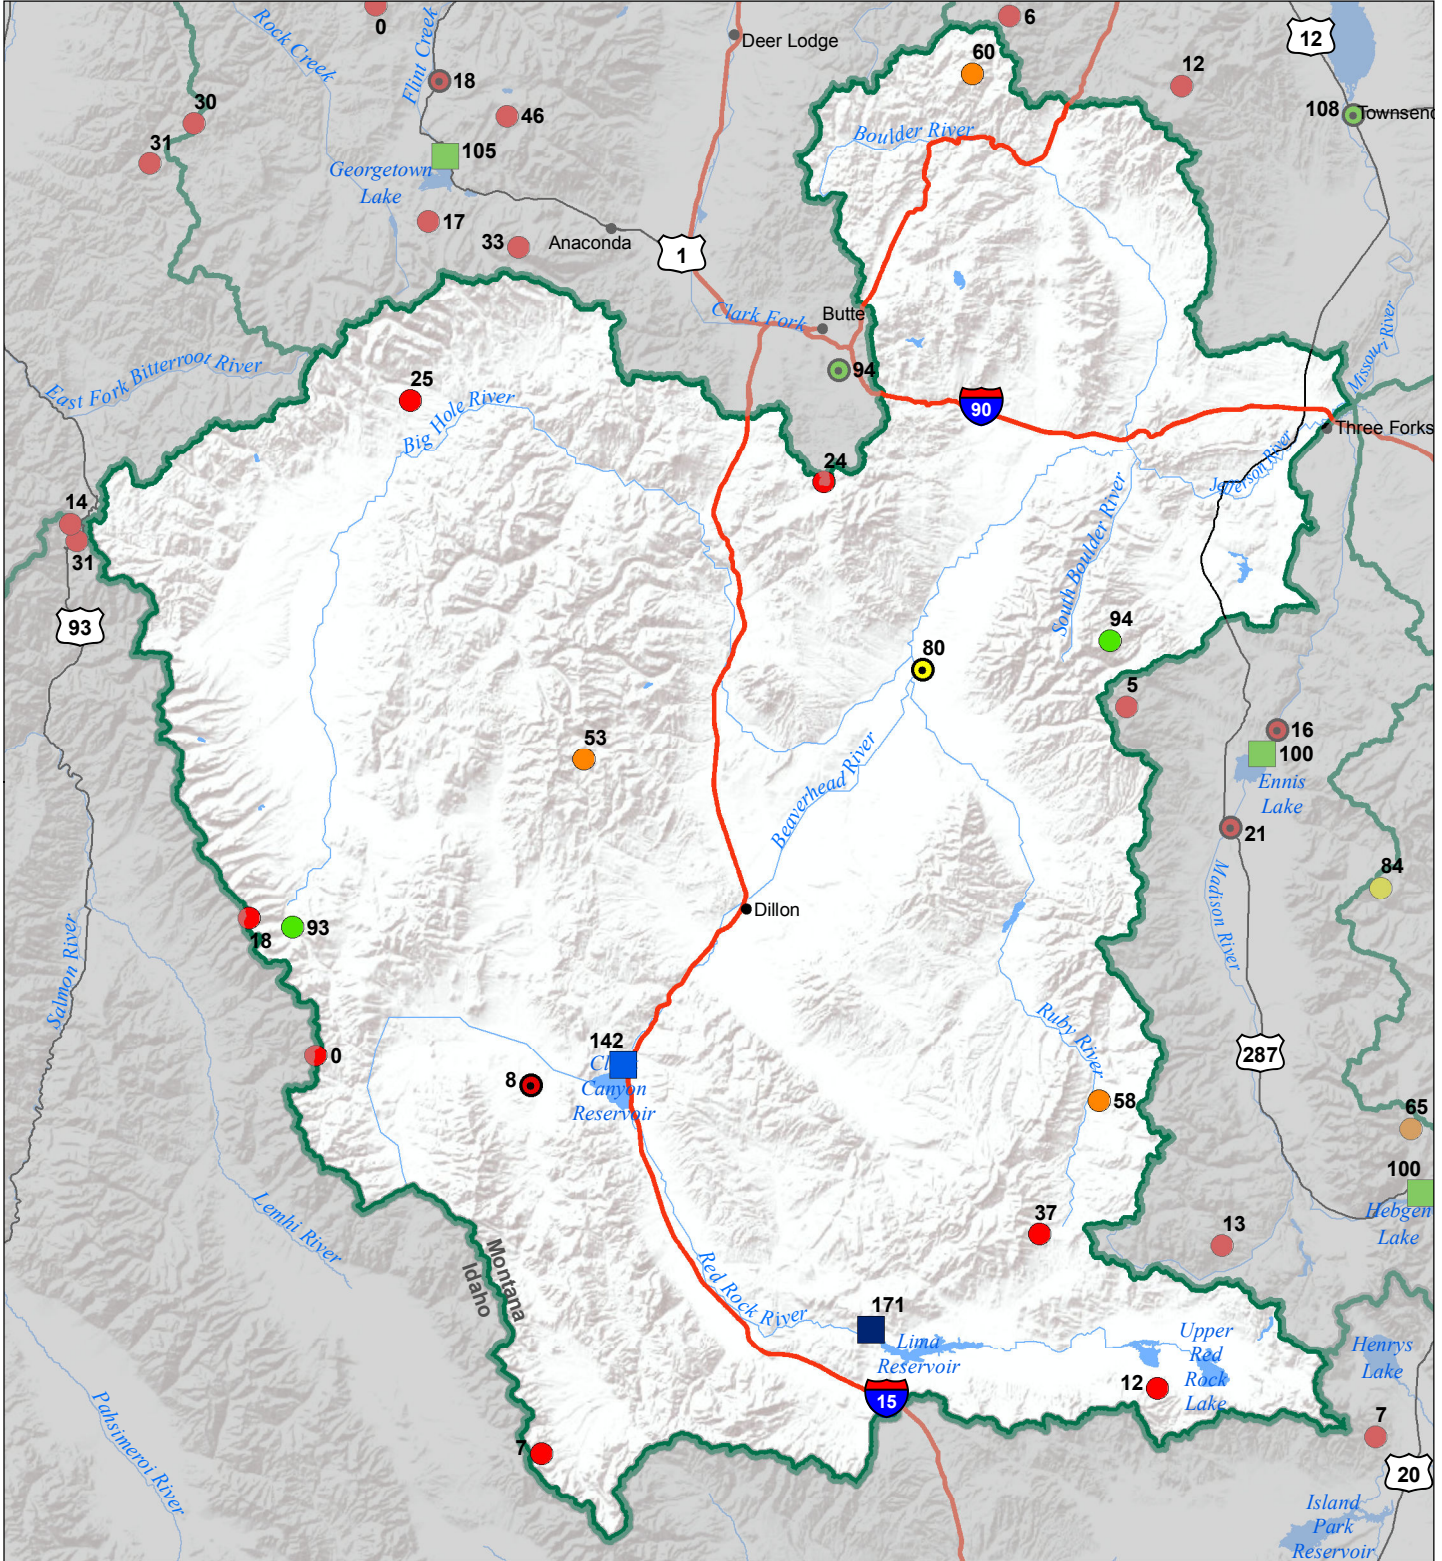 0
Rock Creek
Flint Creek
Deer Lodge
6
12
60
12
18
30
46
108
Townsend
Boulder River
31
105
Georgetown
Lake
17
33
Anaconda
1
Clark Fork
Butte
Missouri River
East Fork Bitterroot River
94
25
90
Big Hole River
Three Forks
24
Jefferson River
14
31
South Boulder River
93
94
80
5
16
53
100
Beaverhead River
Ennis
Lake
21
84
Madison River
Dillon
18
93
Salmon River
Ruby River
142
0
287
8
Canyon
Reservoir
58
65
100
Lemhi River
37
13
Hebgen
Lake
Montana
Idaho
Red Rock River
171
Lima
Reservoir
Upper
Red
Rock
Lake
Henrys
Lake
12
15
7
7
Pahsimeroi River
20
Island
Park
Reservoir